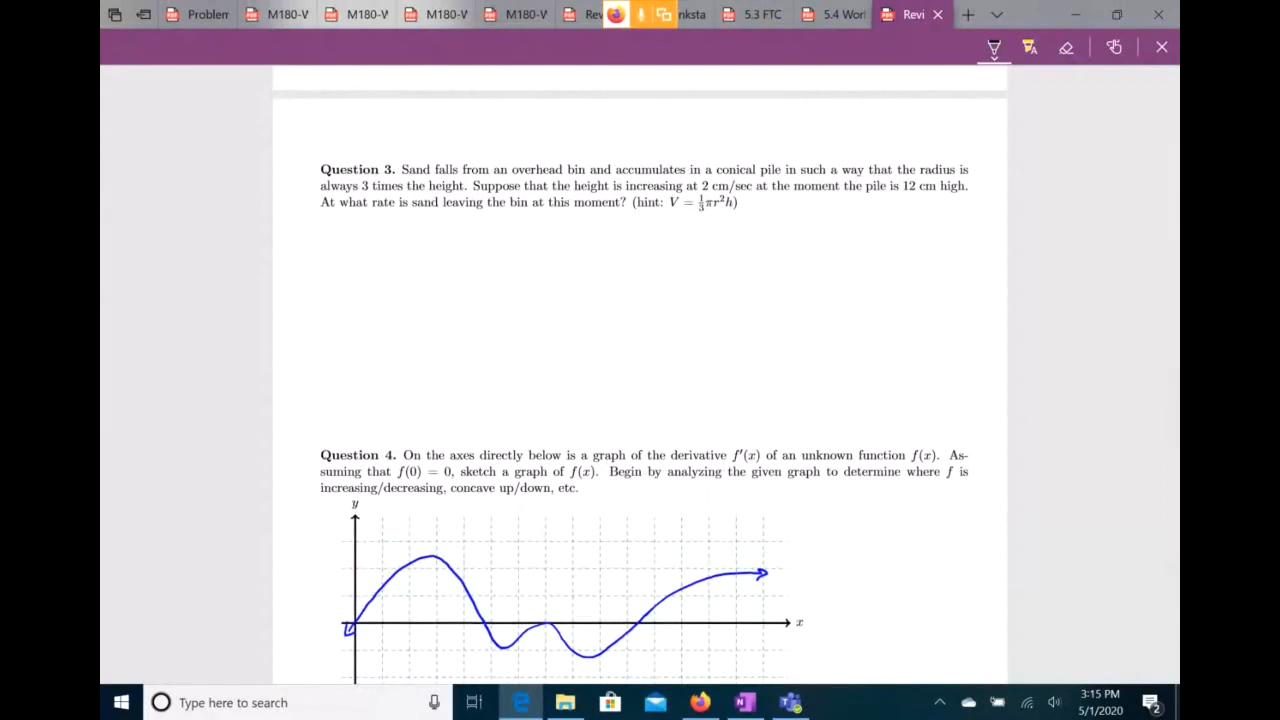 Problem M180-W M180-W M180-W M180-W Rev nksta 5.3 FTC 5.4 Worl Revi
Question 3. Sand falls from an overhead bin and accumulates in a conical pile in such a way that the radius is
always 3 times the height. Suppose that the height is increasing at 2 cm/sec at the moment the pile is 12 cm high.
At what rate is sand leaving the bin at this moment? (hint: V = 1/3 πr²h)
Question 4. On the axes directly below is a graph of the derivative f′(x) of an unknown function f(x). As-
suming that f(0) = 0, sketch a graph of f(x). Begin by analyzing the given graph to determine where f is
increasing/decreasing, concave up/down, etc.
y
x
Type here to search
3:15 PM
5/1/2020
2